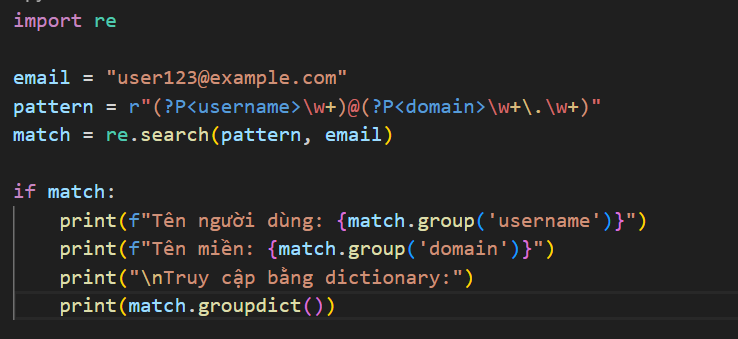 import re
email = "user123@example.com"
pattern = r"(?P<username>\w+)@(?P<domain>\w+\.\w+)"
match = re.search(pattern, email)
if match:
    print(f"Tên người dùng: {match.group('username')}")
    print(f"Tên miền: {match.group('domain')}")
    print("\nTruy cập bằng dictionary:")
    print(match.groupdict())